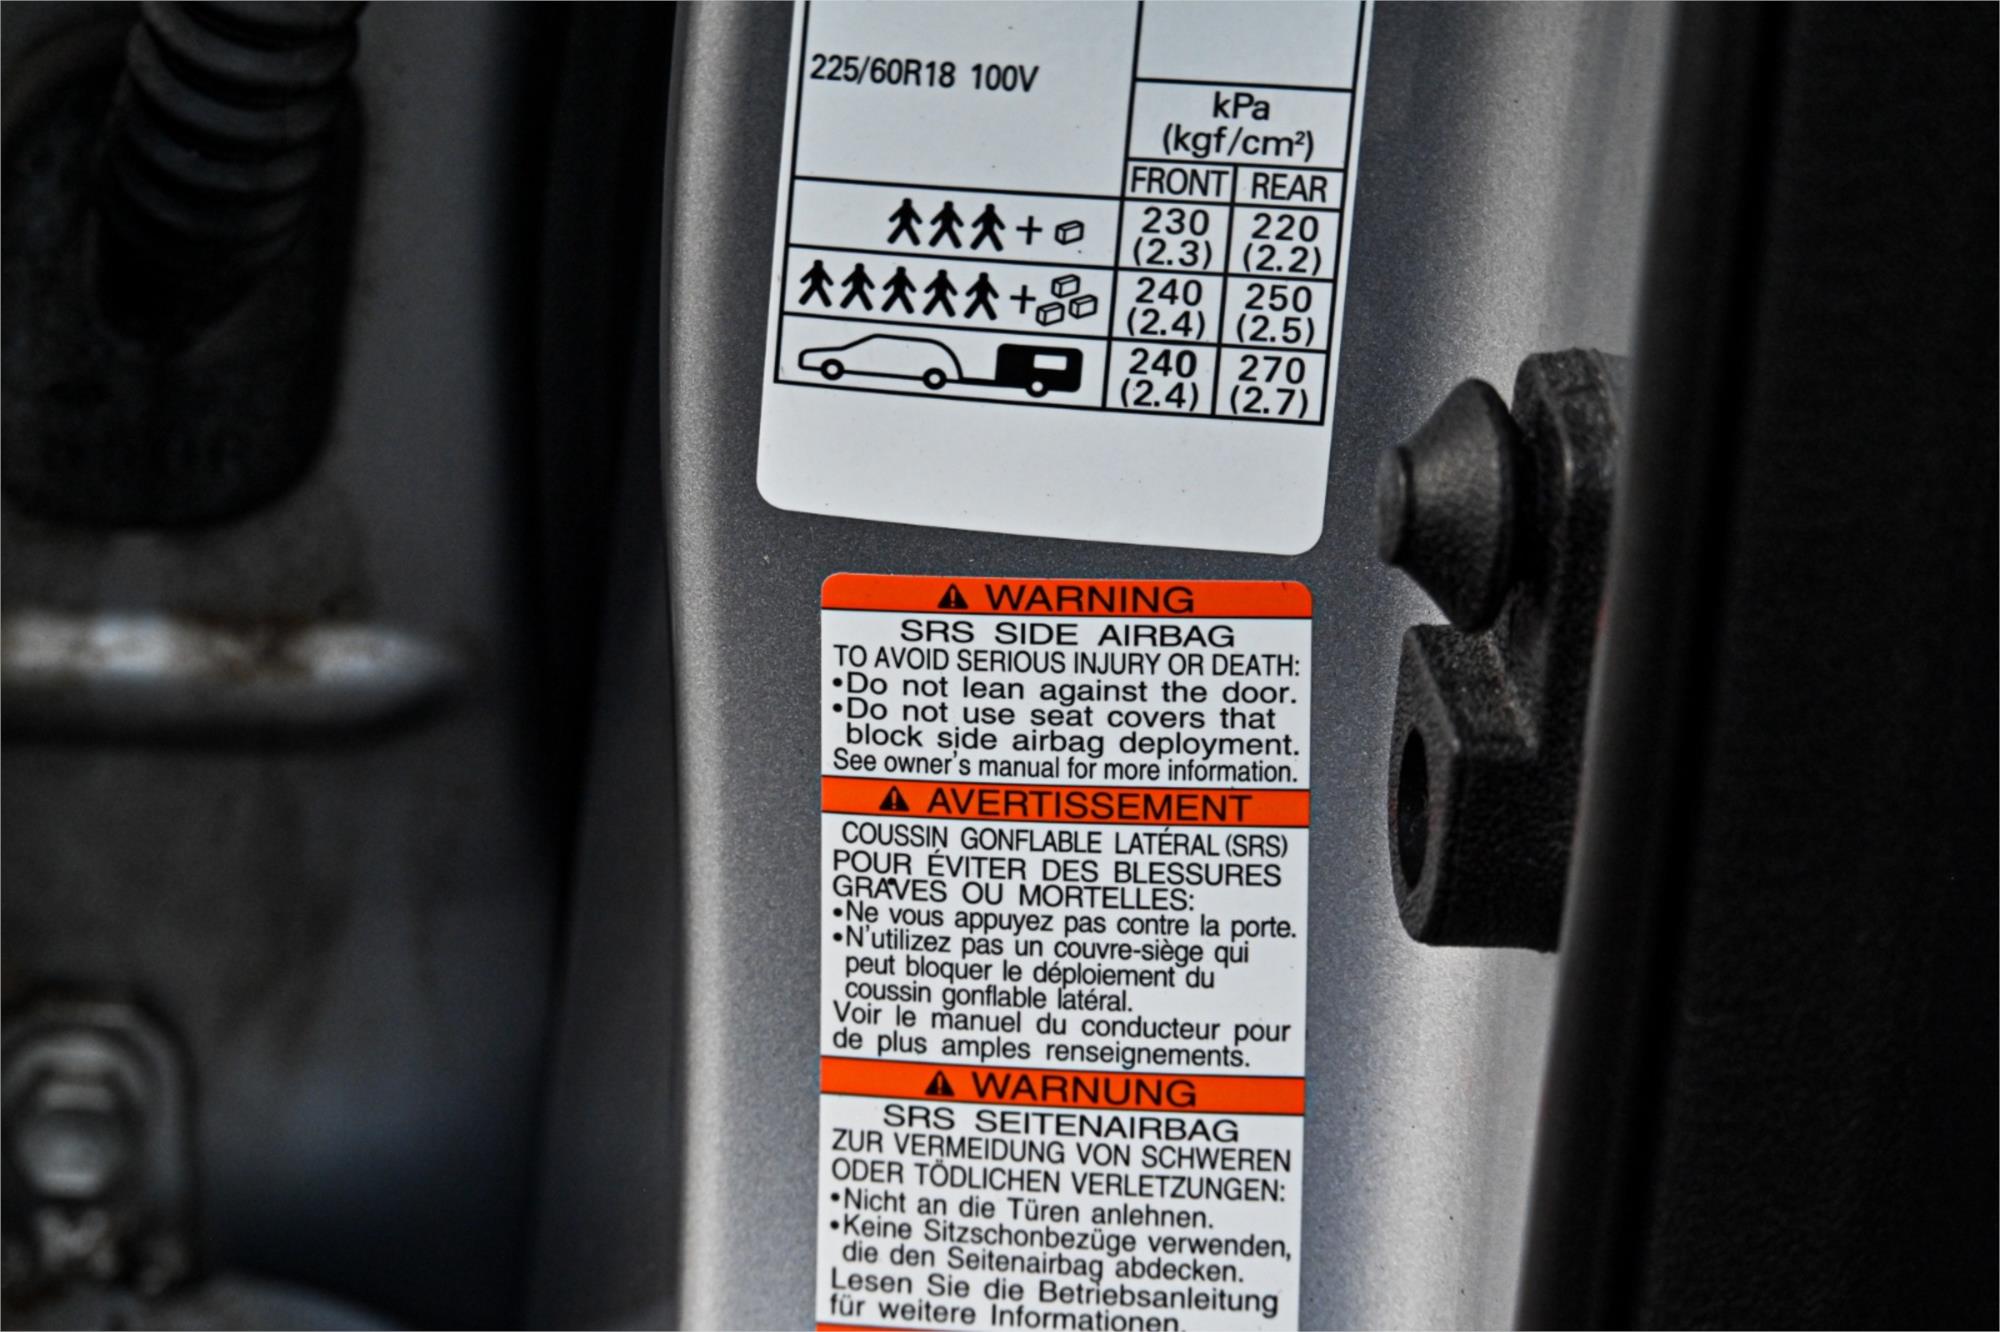 225/60R18 100V
kPa
(kgf/cm²)
FRONT REAR
+ 230 220
(2.3) (2.2)
+ 240 250
(2.4) (2.5)
240 270
(2.4) (2.7)
WARNING
SRS SIDE AIRBAG
TO AVOID SERIOUS INJURY OR DEATH:
•Do not lean against the door.
•Do not use seat covers that
block side airbag deployment.
See owner's manual for more information.
AVERTISSEMENT
COUSSIN GONFLABLE LATÉRAL (SRS)
POUR ÉVITER DES BLESSURES
GRAVES OU MORTELLES:
•Ne vous appuyez pas contre la porte.
•N'utilizez pas un couvre-siège qui
peut bloquer le déploiement du
coussin gonflable latéral.
Voir le manuel du conducteur pour
de plus amples renseignements.
WARNUNG
SRS SEITENAIRBAG
ZUR VERMEIDUNG VON SCHWEREN
ODER TÖDLICHEN VERLETZUNGEN:
•Nicht an die Türen anlehnen.
•Keine Sitzschonbezüge verwenden,
die den Seitenairbag abdecken.
Lesen Sie die Betriebsanleitung
für weitere Informationen.